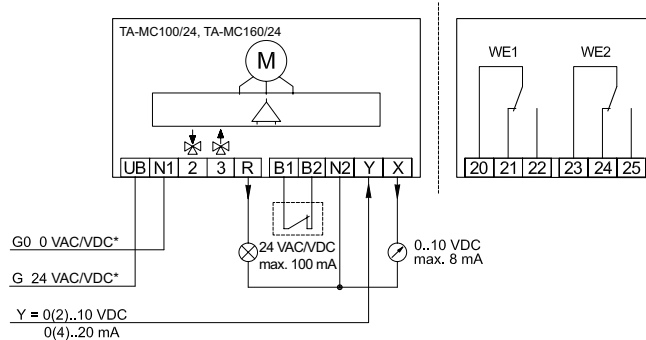 TA-MC100/24, TA-MC160/24
M
UB N1 2 3 R B1 B2 N2 Y X
WE1 WE2
20 21 22 23 24 25
G0 0 VAC/VDC*
24 VAC/VDC
max. 100 mA
0..10 VDC
max. 8 mA
G 24 VAC/VDC*
Y = 0(2)..10 VDC
0(4)..20 mA